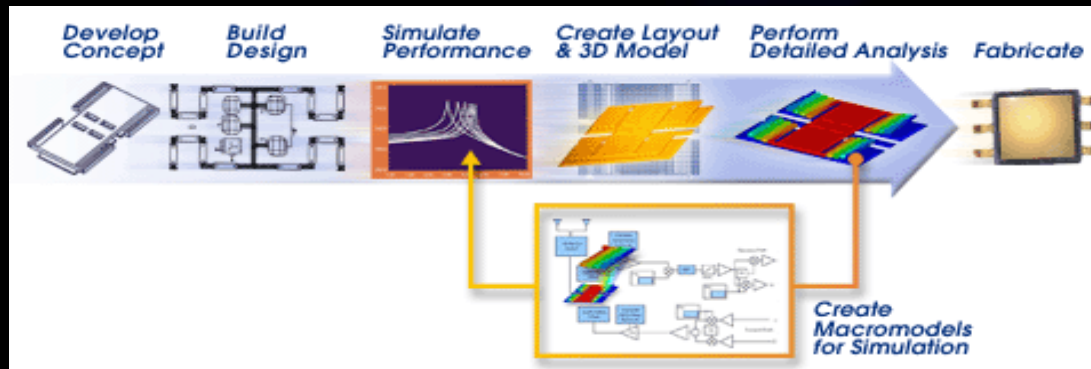 Develop
Concept
Build
Design
Simulate
Performance
Create Layout
& 3D Model
Perform
Detailed Analysis
Fabricate
Create
Macromodels
for Simulation